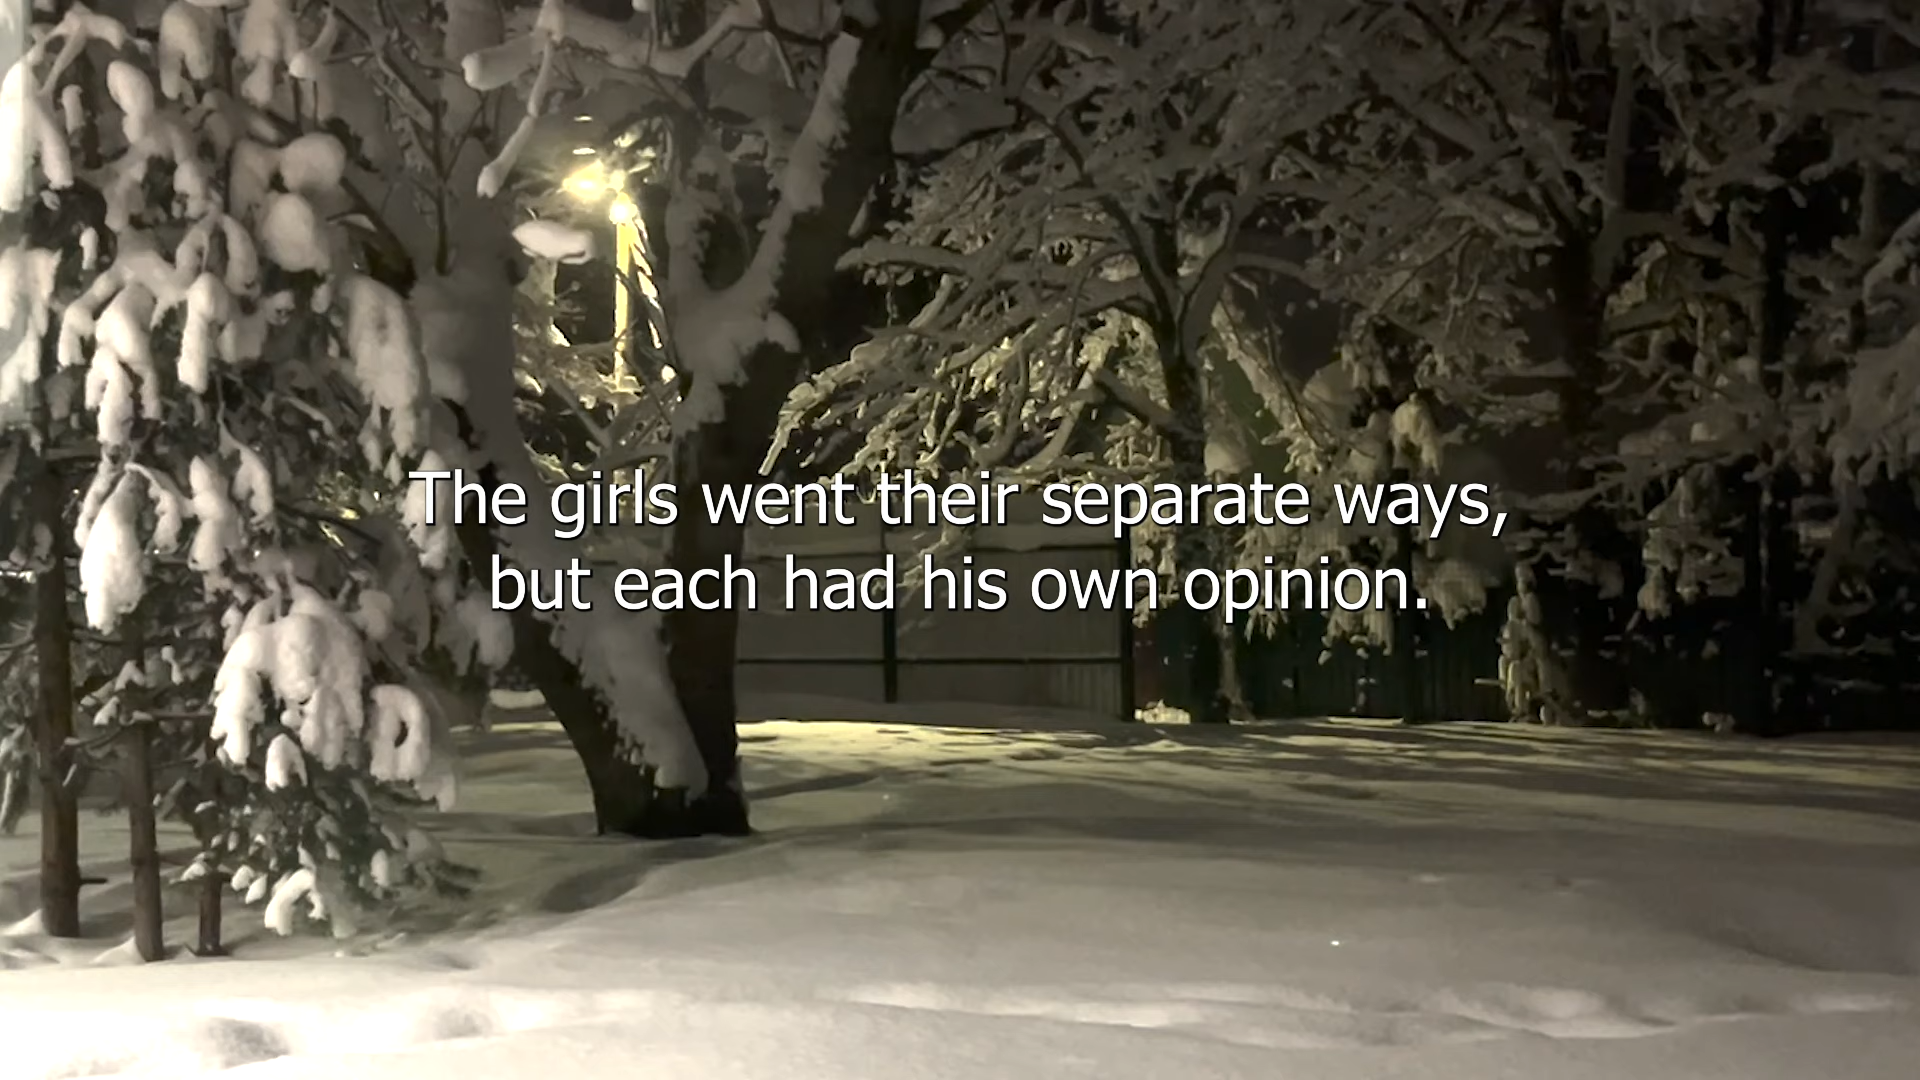 The girls went their separate ways,
but each had his own opinion.